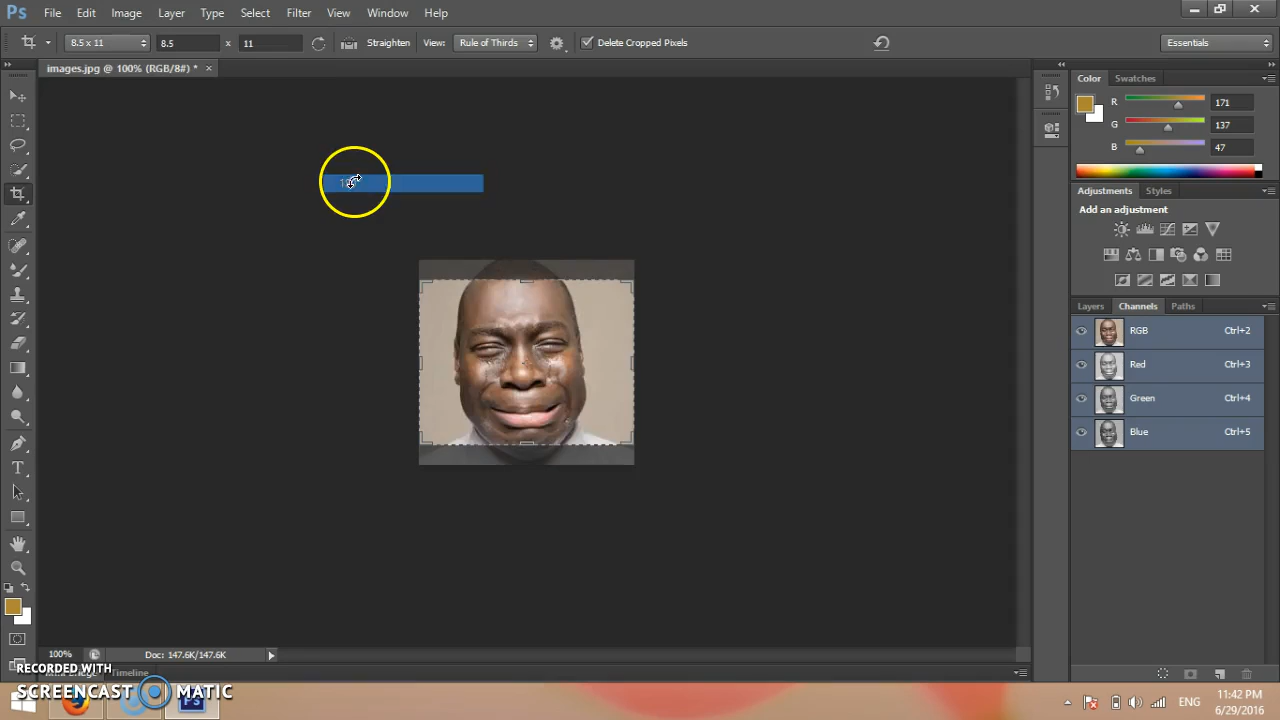 Ps File Edit Image Layer Type Select Filter View Window Help
8.5 x 11 8.5 x 11 Straighten View: Rule of Thirds Delete Cropped Pixels Essentials
images.jpg @ 100% (RGB/8#) * ×
Color Swatches
R 171
G 137
B 47
Adjustments Styles
Add an adjustment
Layers Channels Paths
RGB Ctrl+2
Red Ctrl+3
Green Ctrl+4
Blue Ctrl+5
100% Doc: 147.6K/147.6K
Timeline
RECORDED WITH
SCREENCAST MATIC
Ps
ENG
11:42 PM
6/29/2016